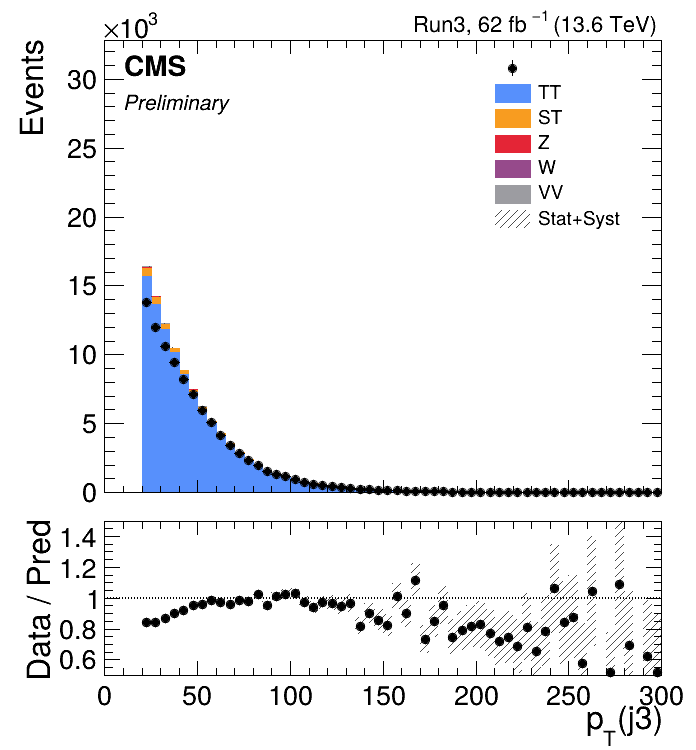 ×10³
Run3, 62 fb⁻¹ (13.6 TeV)
CMS
Preliminary
Events
30
25
20
15
10
5
0
TT
ST
Z
W
VV
Stat+Syst
Data / Pred
1.4
1.2
1
0.8
0.6
0
50
100
150
200
250
300
p_T(j3)